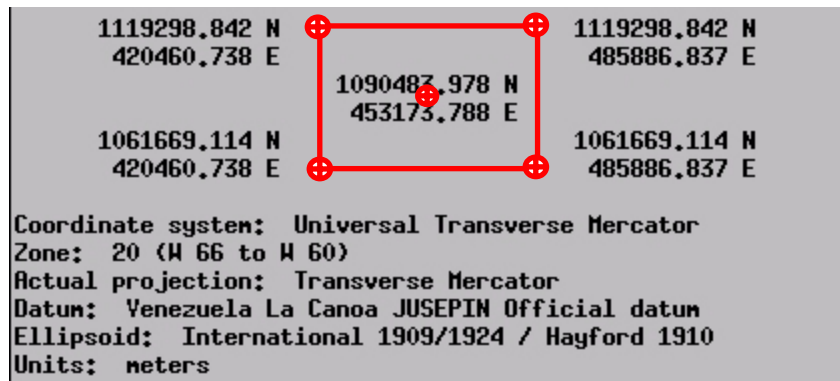 1119298.842 N 1119298.842 N
420460.738 E 485886.837 E
1090483.978 N
453173.788 E
1061669.114 N 1061669.114 N
420460.738 E 485886.837 E
Coordinate system: Universal Transverse Mercator
Zone: 20 (W 66 to W 60)
Actual projection: Transverse Mercator
Datum: Venezuela La Canoa JUSEPIN Official datum
Ellipsoid: International 1909/1924 / Hayford 1910
Units: meters